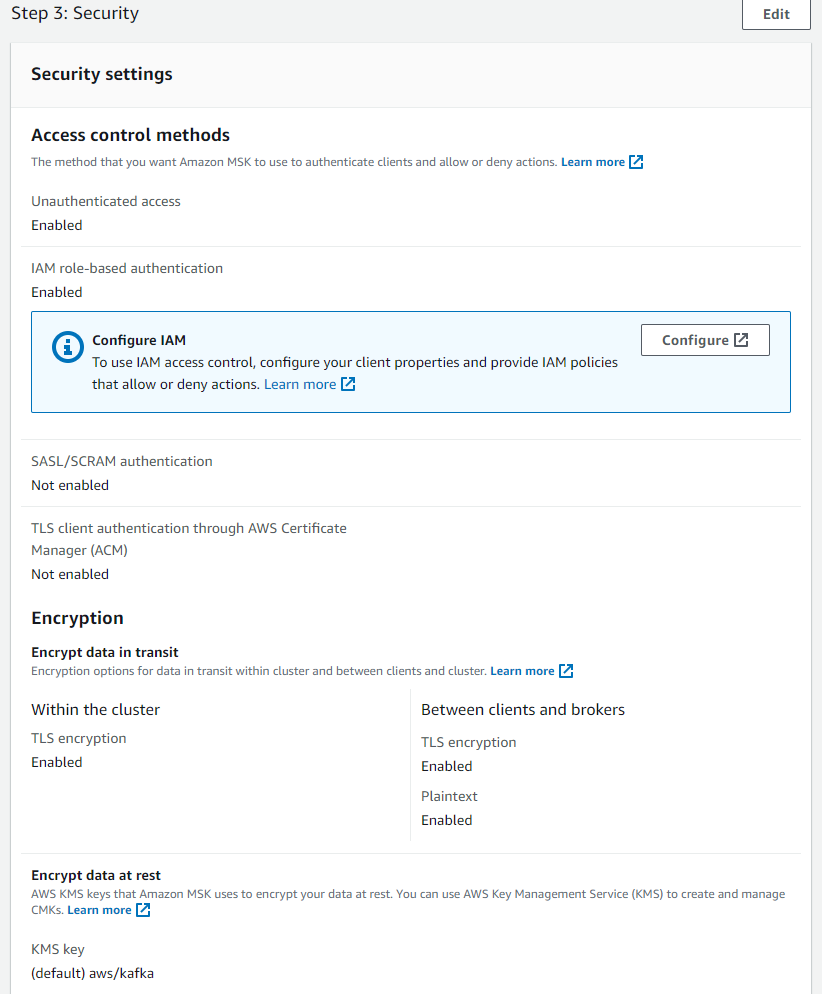 Step 3: Security
Edit
Security settings
Access control methods
The method that you want Amazon MSK to use to authenticate clients and allow or deny actions. Learn more
Unauthenticated access
Enabled
IAM role-based authentication
Enabled
Configure IAM
Configure
To use IAM access control, configure your client properties and provide IAM policies
that allow or deny actions. Learn more
SASL/SCRAM authentication
Not enabled
TLS client authentication through AWS Certificate
Manager (ACM)
Not enabled
Encryption
Encrypt data in transit
Encryption options for data in transit within cluster and between clients and cluster. Learn more
Within the cluster
TLS encryption
Enabled
Between clients and brokers
TLS encryption
Enabled
Plaintext
Enabled
Encrypt data at rest
AWS KMS keys that Amazon MSK uses to encrypt your data at rest. You can use AWS Key Management Service (KMS) to create and manage
CMKs. Learn more
KMS key
(default) aws/kafka